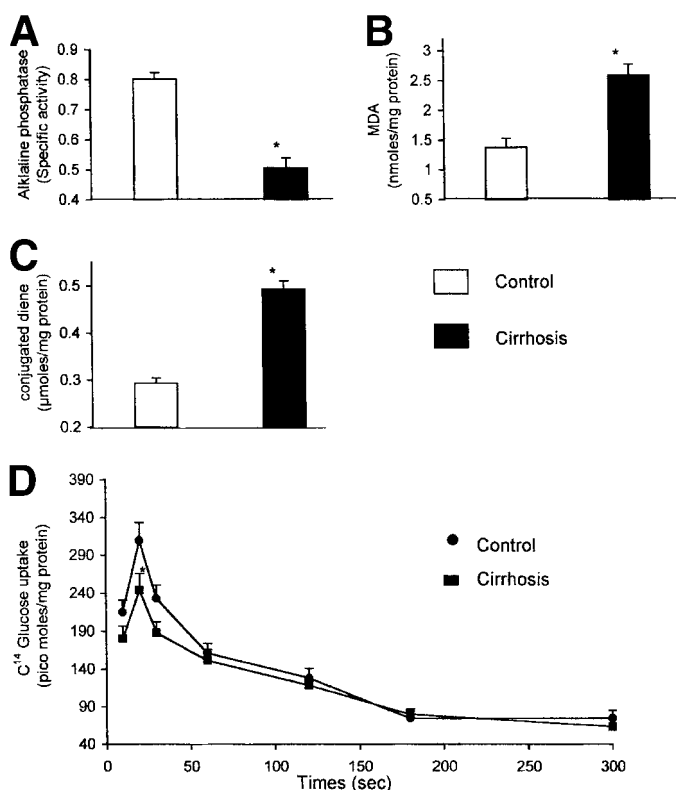 A
Alklaline phosphatase
(Specific activity)
0.9
0.8
0.7
0.6
0.5
0.4
*
B
MDA
(nmoles/mg protein)
3
2.5
2
1.5
1
0.5
*
C
conjugated diene
(μmoles/mg protein)
0.5
0.4
0.3
0.2
*
Control
Cirrhosis
D
C14 Glucose uptake
(pico moles/mg protein)
390
340
290
240
190
140
90
40
*
Control
Cirrhosis
0 50 100 150 200 250 300
Times (sec)